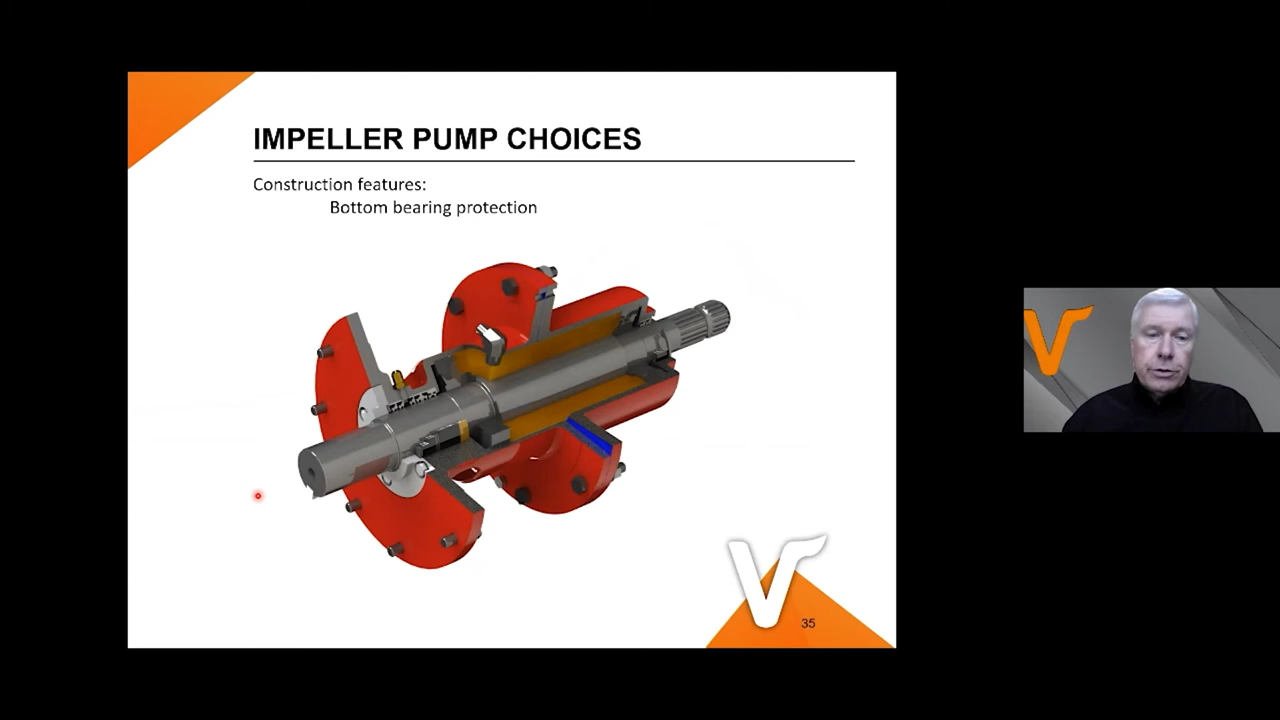 IMPELLER PUMP CHOICES
Construction features:
Bottom bearing protection
35